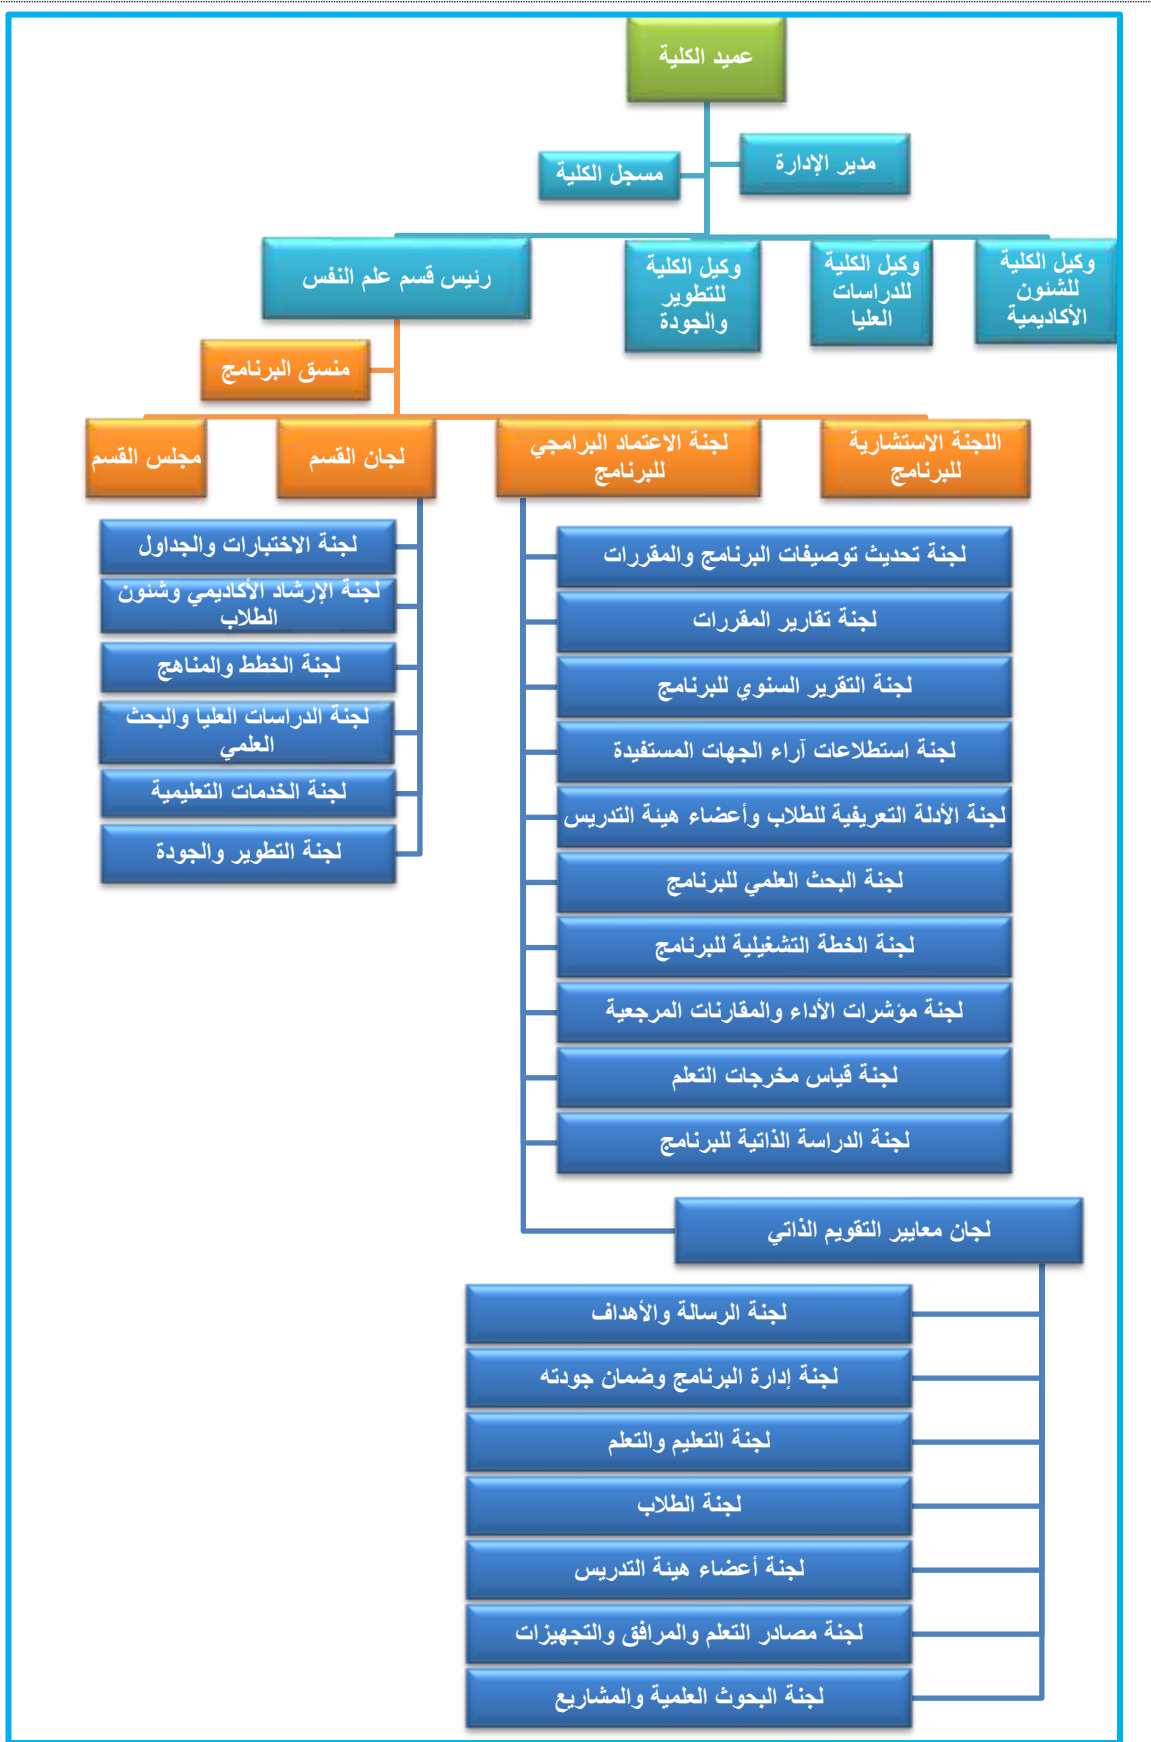 عميد الكلية
مدير الإدارة
مسجل الكلية
وكيل الكلية
للشئون
الأكاديمية
وكيل الكلية
للدراسات
العليا
وكيل الكلية
للتطوير
والجودة
رئيس قسم علم النفس
منسق البرنامج
اللجنة الاستشارية
للبرنامج
لجنة الاعتماد البرامجي
للبرنامج
لجان القسم
مجلس القسم
لجنة تحديث توصيفات البرنامج والمقررات
لجنة تقارير المقررات
لجنة التقرير السنوي للبرنامج
لجنة استطلاعات آراء الجهات المستفيدة
لجنة الأدلة التعريفية للطلاب وأعضاء هيئة التدريس
لجنة البحث العلمي للبرنامج
لجنة الخطة التشغيلية للبرنامج
لجنة مؤشرات الأداء والمقارنات المرجعية
لجنة قياس مخرجات التعلم
لجنة الدراسة الذاتية للبرنامج
لجنة الاختبارات والجداول
لجنة الإرشاد الأكاديمي وشئون
الطلاب
لجنة الخطط والمناهج
لجنة الدراسات العليا والبحث
العلمي
لجنة الخدمات التعليمية
لجنة التطوير والجودة
لجان معايير التقويم الذاتي
لجنة الرسالة والأهداف
لجنة إدارة البرنامج وضمان جودته
لجنة التعليم والتعلم
لجنة الطلاب
لجنة أعضاء هيئة التدريس
لجنة مصادر التعلم والمرافق والتجهيزات
لجنة البحوث العلمية والمشاريع